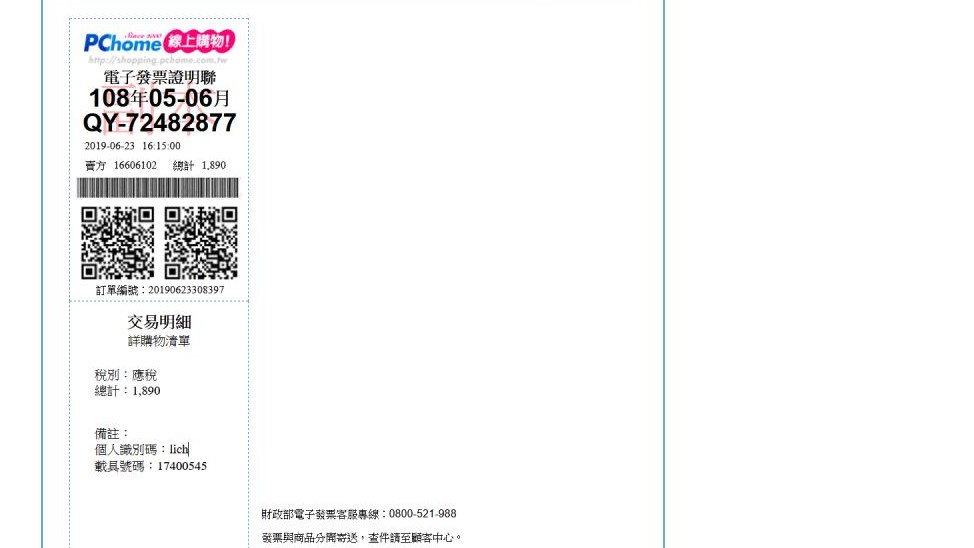 Since 2000
PChome 線上購物!
http://shopping.pchome.com.tw
電子發票證明聯
副本
108年05-06月
QY-72482877
2019-06-23 16:15:00
賣方 16606102 總計 1,890
訂單編號：20190623308397
交易明細
詳購物清單
稅別：應稅
總計：1,890
備註：
個人識別碼：lich
載具號碼：17400545
財政部電子發票客服專線：0800-521-988
發票與商品分開寄送，查件請至顧客中心。